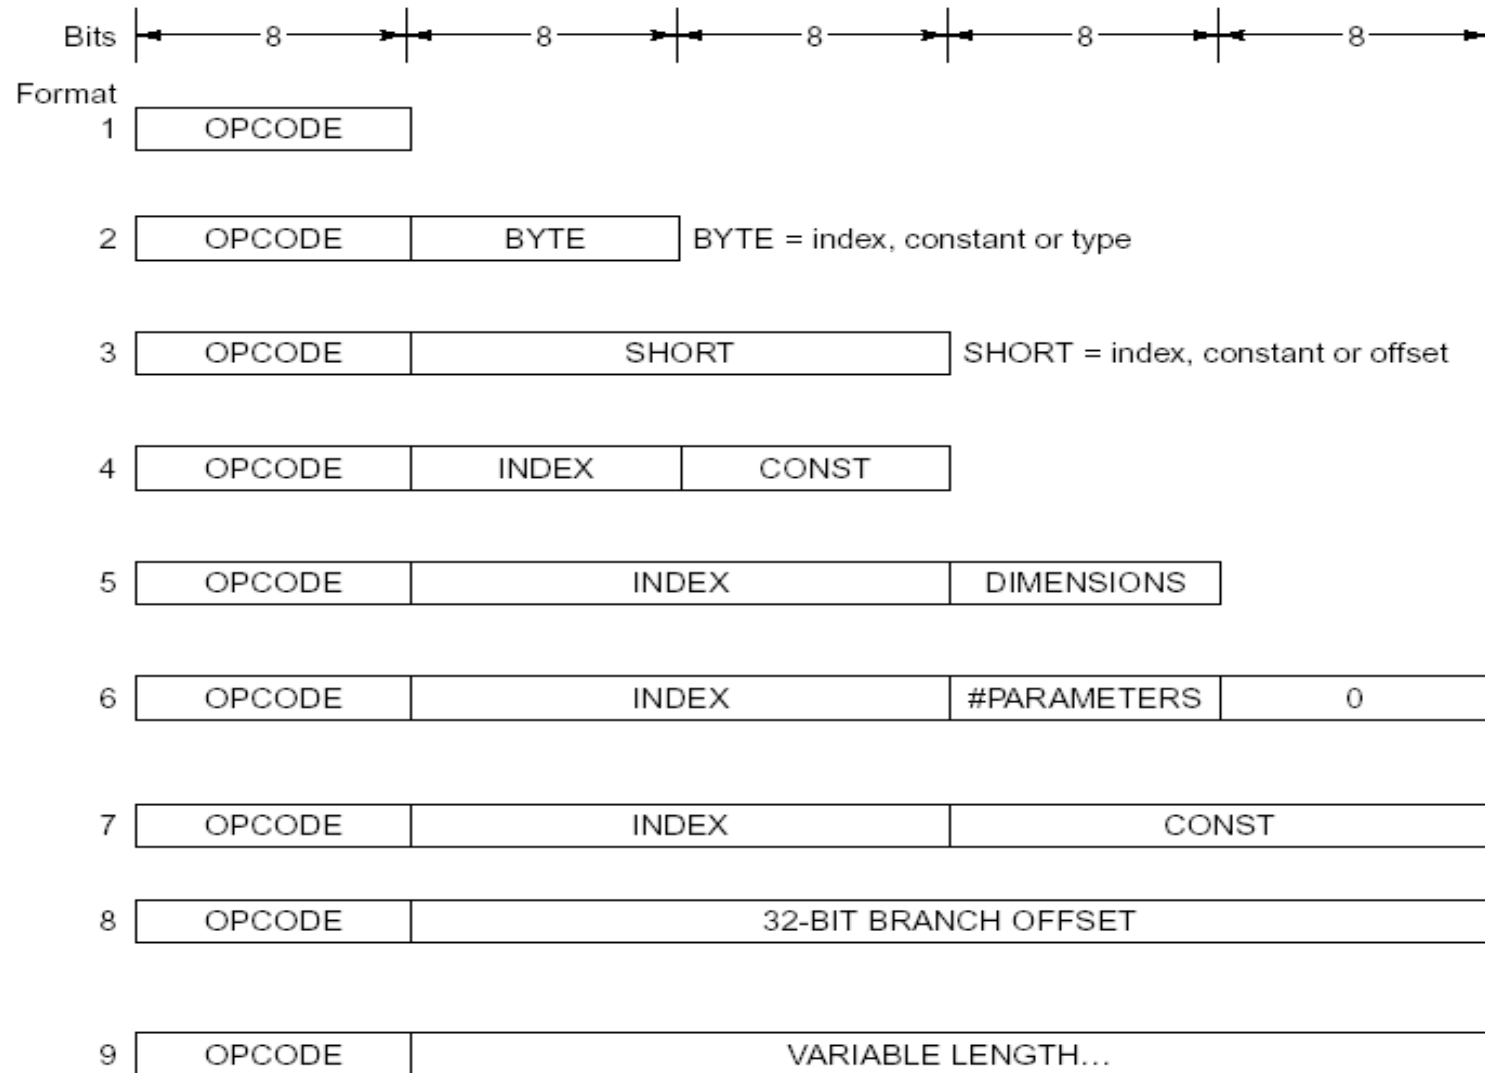 Bits 8 8 8 8 8
Format
1 OPCODE
2 OPCODE BYTE BYTE = index, constant or type
3 OPCODE SHORT SHORT = index, constant or offset
4 OPCODE INDEX CONST
5 OPCODE INDEX DIMENSIONS
6 OPCODE INDEX #PARAMETERS 0
7 OPCODE INDEX CONST
8 OPCODE 32-BIT BRANCH OFFSET
9 OPCODE VARIABLE LENGTH...